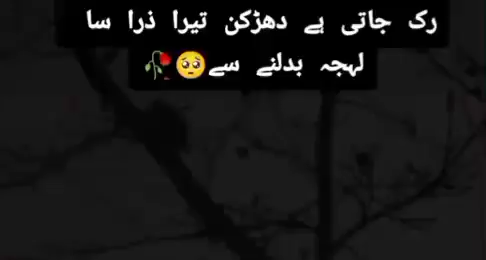 رک جاتی ہے دھڑکن تیرا ذرا سا
لہجہ بدلنے سے🥺🥀